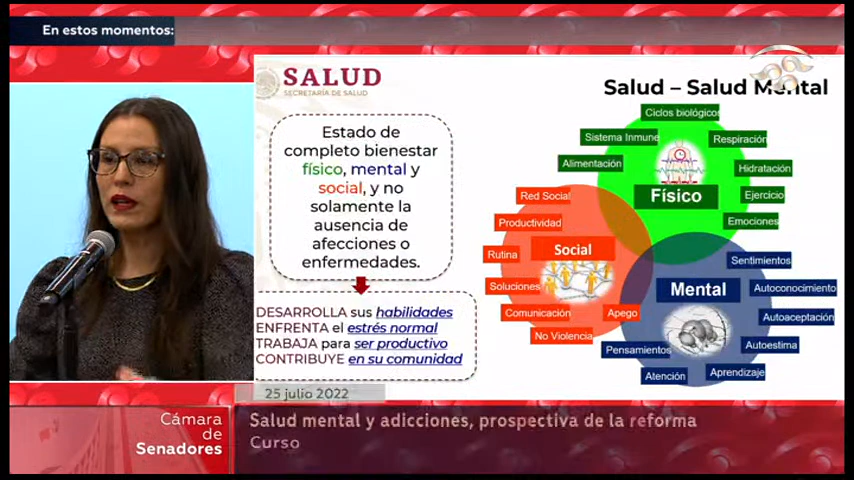 En estos momentos:
SALUD
SECRETARÍA DE SALUD
Salud – Salud Mental
Estado de
completo bienestar
físico, mental y
social, y no
solamente la
ausencia de
afecciones o
enfermedades.
DESARROLLA sus habilidades
ENFRENTA el estrés normal
TRABAJA para ser productivo
CONTRIBUYE en su comunidad
Ciclos biológicos
Sistema Inmune
Respiración
Alimentación
Hidratación
Físico
Ejercicio
Emociones
Red Social
Productividad
Rutina
Social
Soluciones
Comunicación
Apego
No Violencia
Sentimientos
Mental
Autoconocimiento
Autoaceptación
Autoestima
Pensamientos
Atención
Aprendizaje
25 julio 2022
Cámara
de
Senadores
Salud mental y adicciones, prospectiva de la reforma
Curso